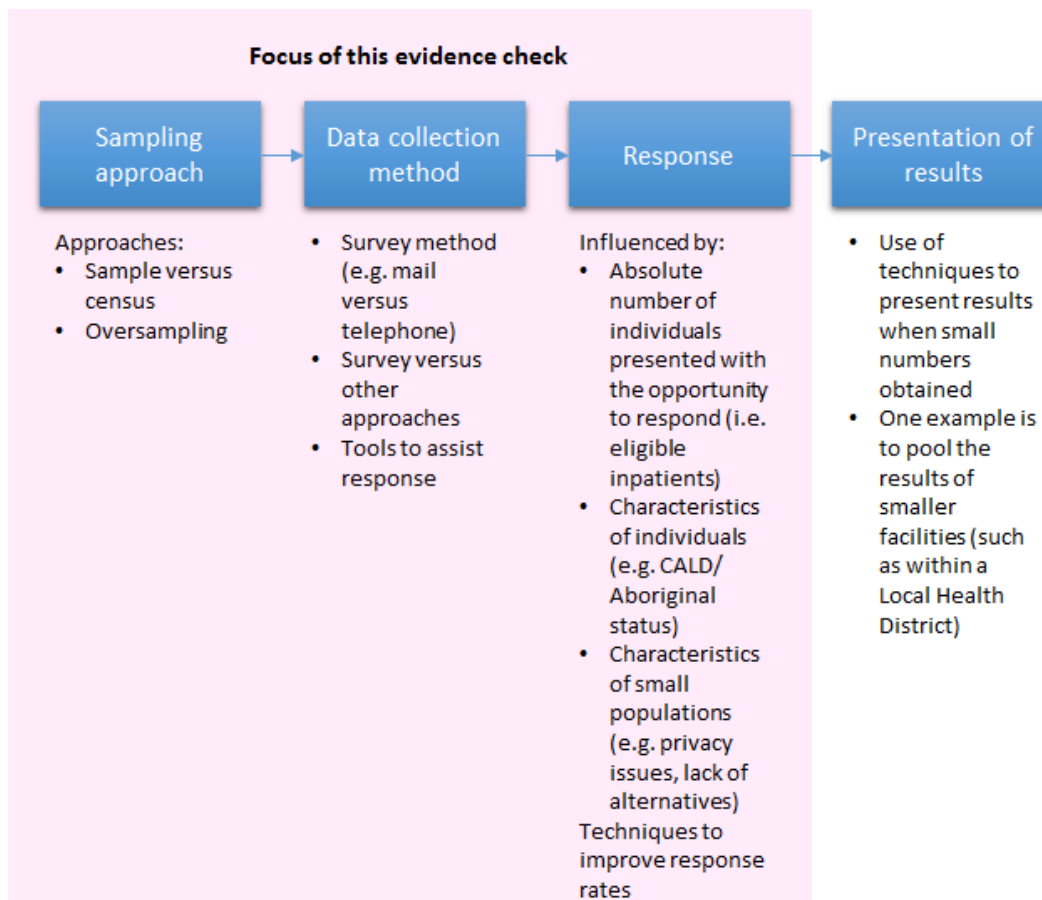 Focus of this evidence check
Sampling
approach
Data collection
method
Response
Presentation of
results
Approaches:
• Sample versus
census
• Oversampling
• Survey method
(e.g. mail
versus
telephone)
• Survey versus
other
approaches
• Tools to assist
response
Influenced by:
• Absolute
number of
individuals
presented with
the opportunity
to respond (i.e.
eligible
inpatients)
• Characteristics
of individuals
(e.g. CALD/
Aboriginal
status)
• Characteristics
of small
populations
(e.g. privacy
issues, lack of
alternatives)
Techniques to
improve response
rates
• Use of
techniques to
present results
when small
numbers
obtained
• One example is
to pool the
results of
smaller
facilities (such
as within a
Local Health
District)